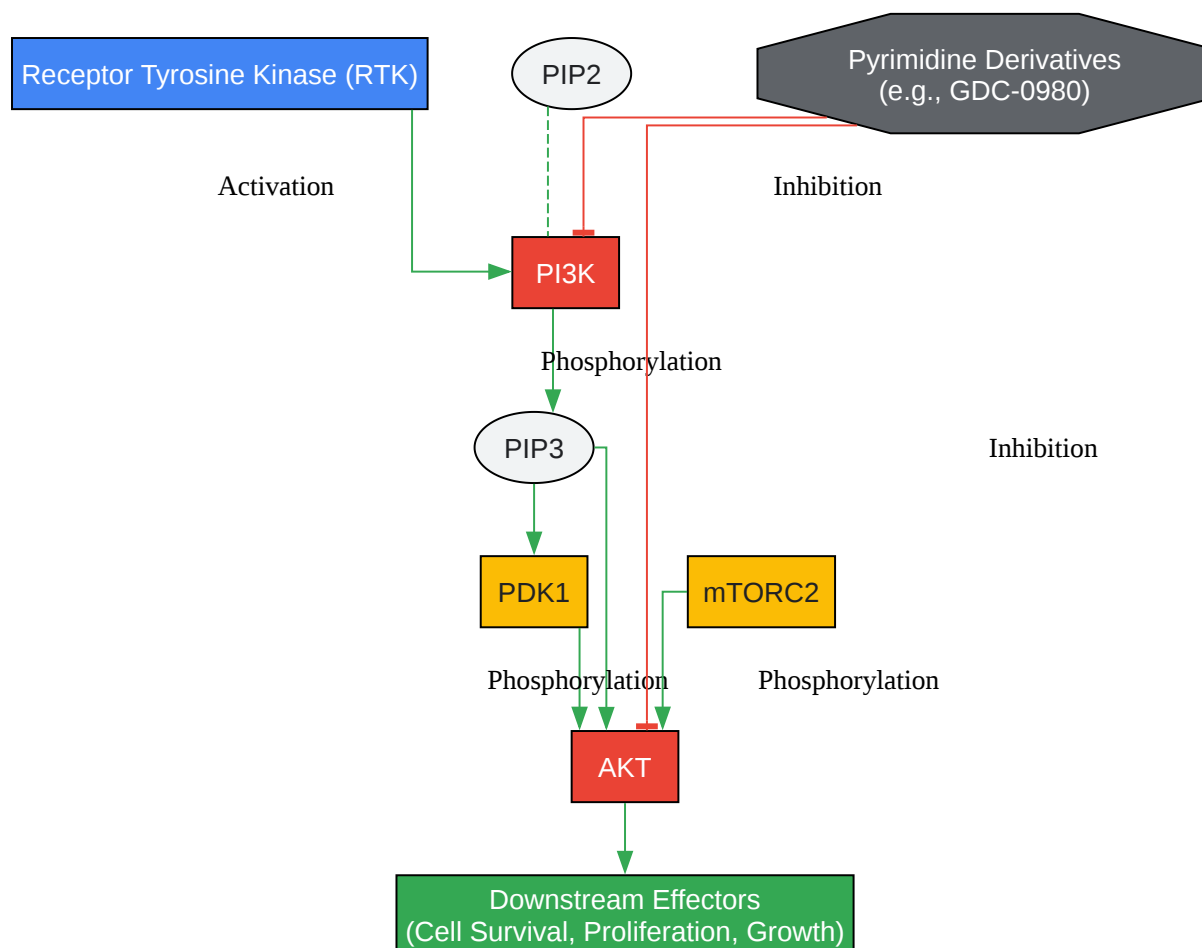 Receptor Tyrosine Kinase (RTK)
PIP2
Pyrimidine Derivatives
(e.g., GDC-0980)
Activation
Inhibition
PI3K
Phosphorylation
PIP3
Inhibition
PDK1
mTORC2
Phosphorylation
Phosphorylation
AKT
Downstream Effectors
(Cell Survival, Proliferation, Growth)